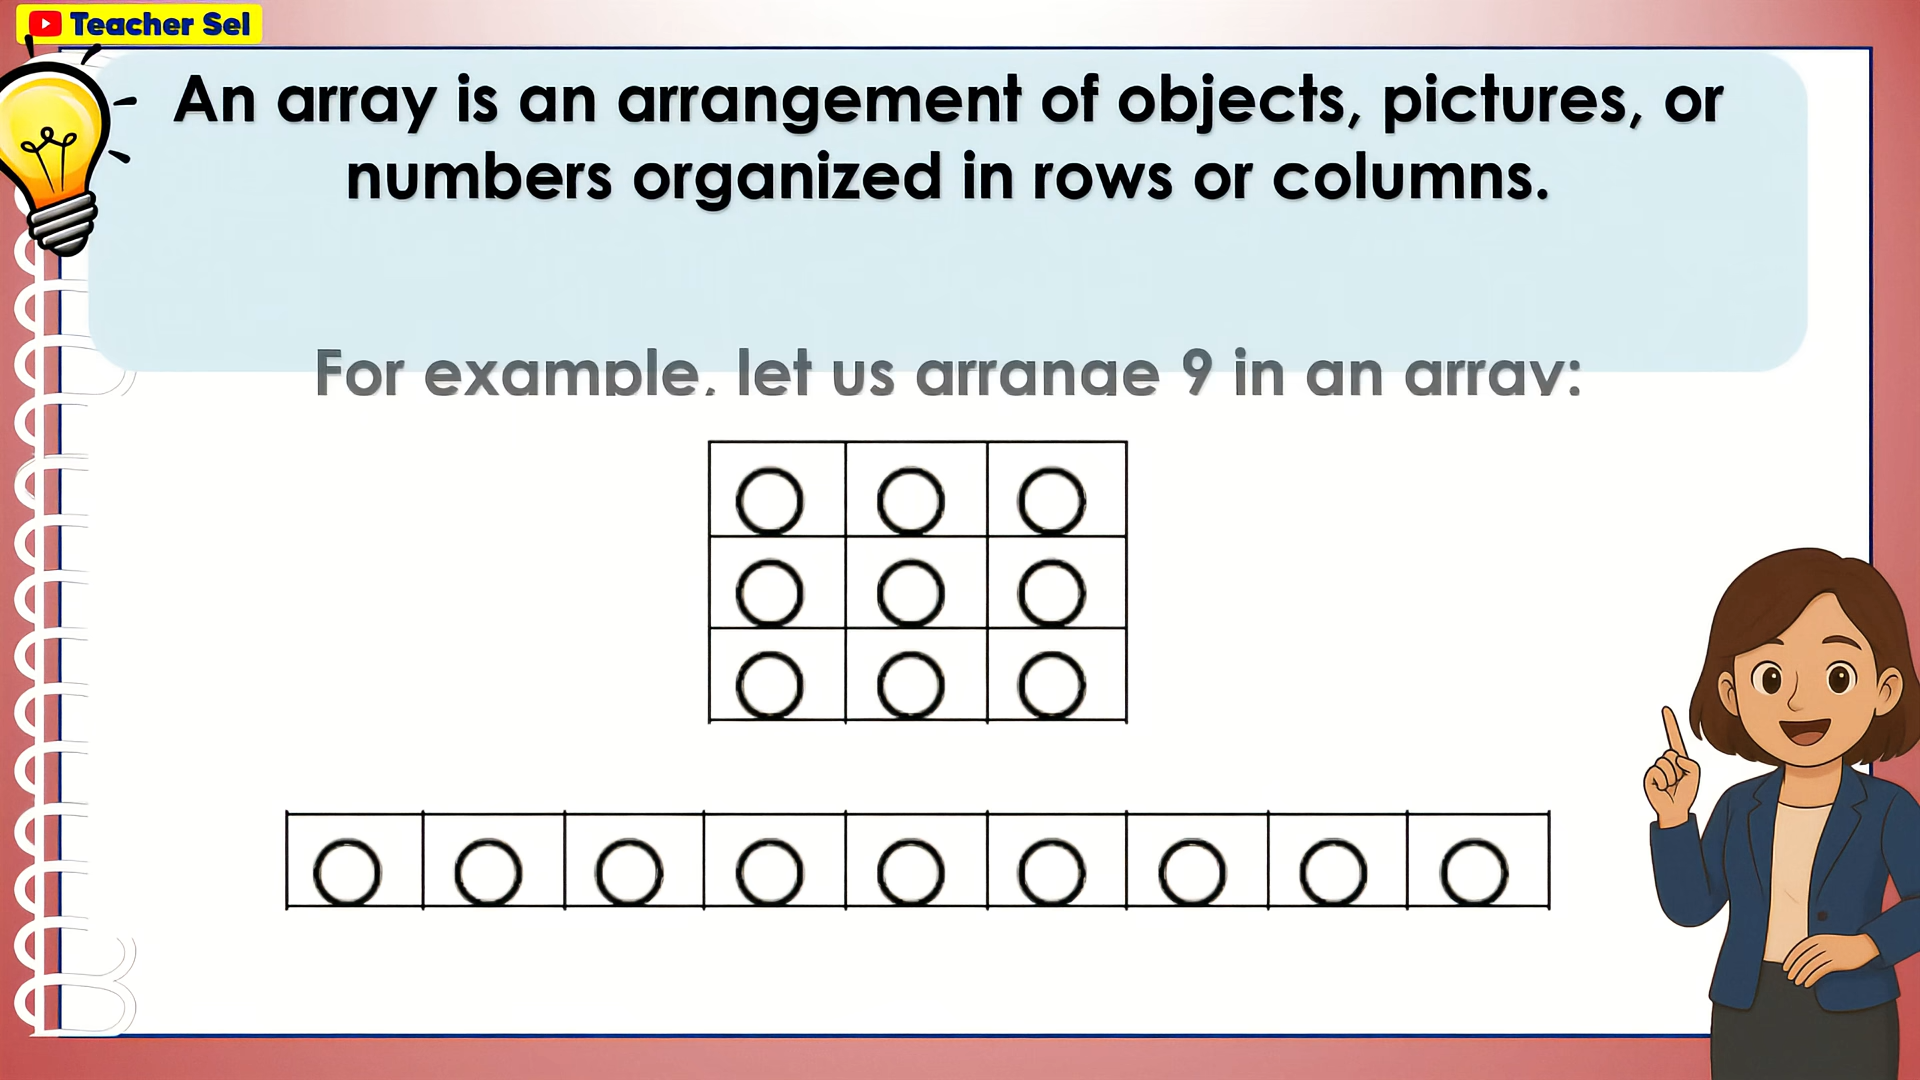 Teacher Sel
An array is an arrangement of objects, pictures, or
numbers organized in rows or columns.
For example, let us arrange 9 in an array: